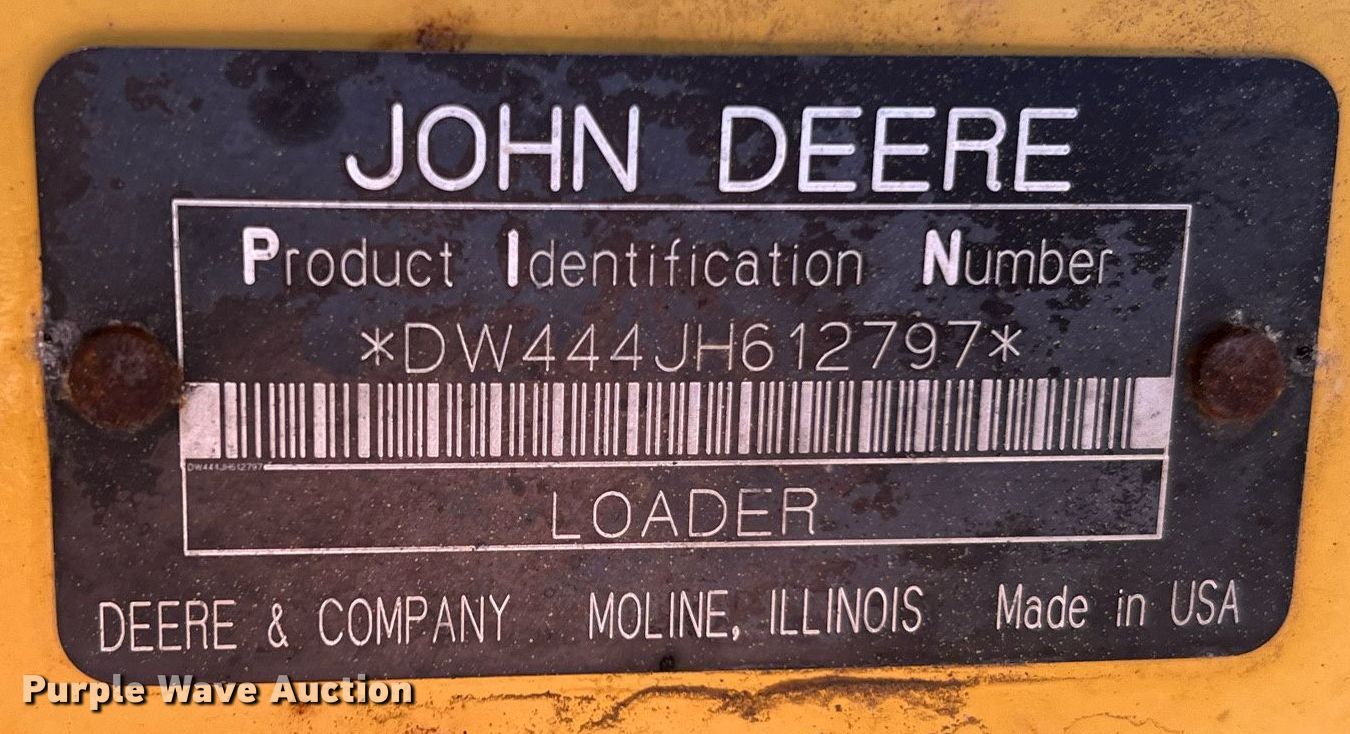 JOHN DEERE
Product Identification Number
*DW444JH612797*
DW444JH612797
LOADER
DEERE & COMPANY MOLINE, ILLINOIS Made in USA
Purple Wave Auction